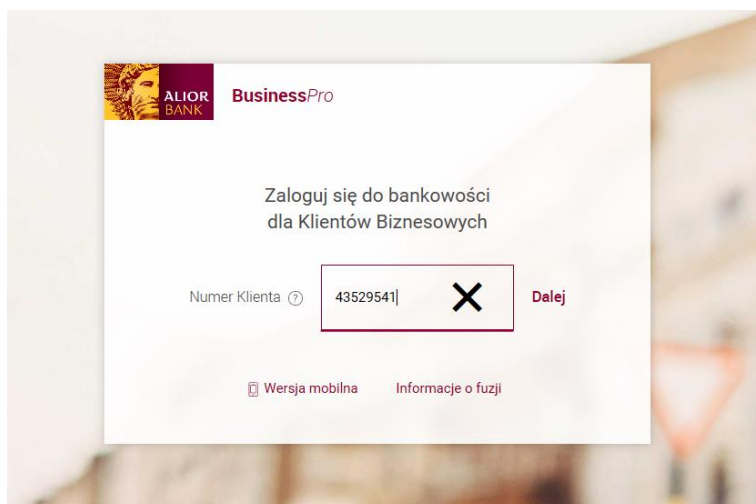 ALIOR
BANK
BusinessPro
Zaloguj się do bankowości
dla Klientów Biznesowych
Numer Klienta ?
43529541
Dalej
Wersja mobilna
Informacje o fuzji